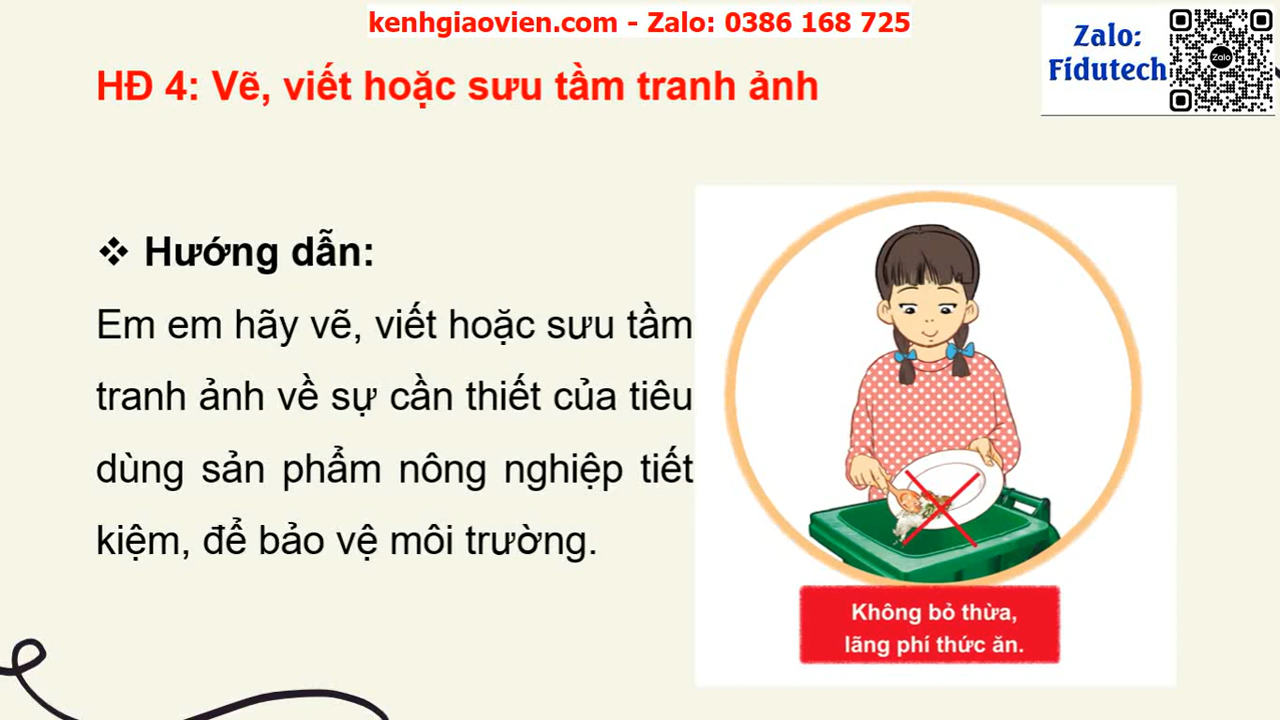 kenhgiaovien.com - Zalo: 0386 168 725
Zalo:
Fidutech
Zalo
HĐ 4: Vẽ, viết hoặc sưu tầm tranh ảnh
❖ Hướng dẫn:
Em em hãy vẽ, viết hoặc sưu tầm
tranh ảnh về sự cần thiết của tiêu
dùng sản phẩm nông nghiệp tiết
kiệm, để bảo vệ môi trường.
Không bỏ thừa,
lãng phí thức ăn.